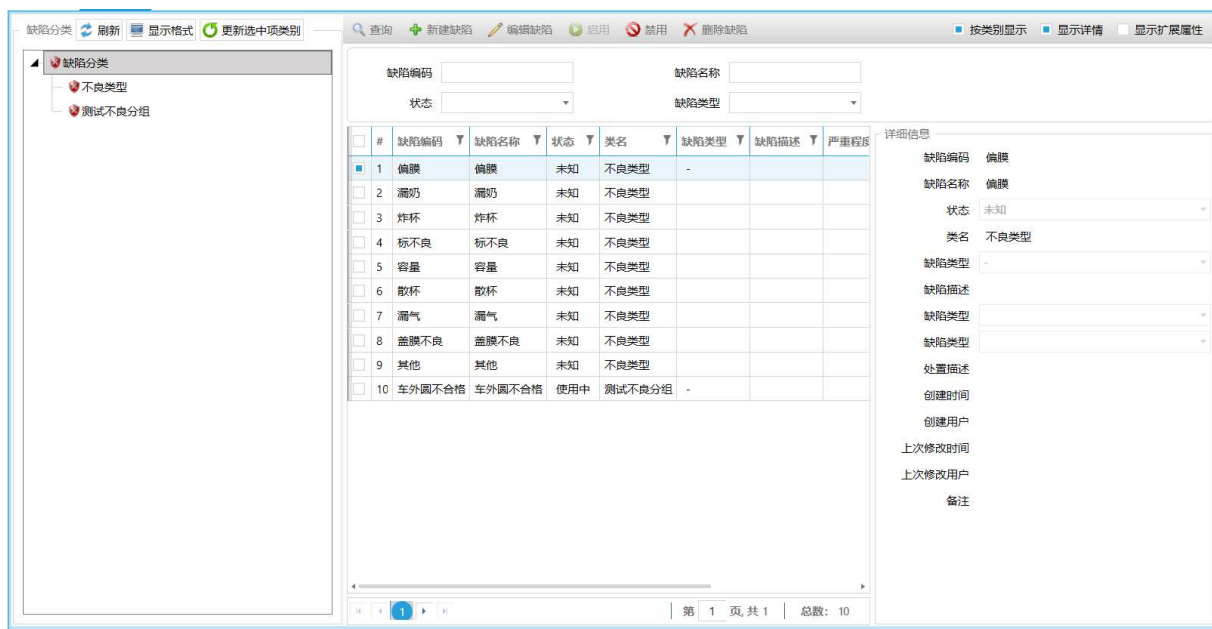 缺陷分类 刷新 显示格式 更新选中项类别
缺陷分类
不良类型
测试不良分组
查询 新建缺陷 编辑缺陷 启用 禁用 删除缺陷 按类别显示 显示详情 显示扩展属性
缺陷编码 缺陷名称
状态 缺陷类型
# 缺陷编码 缺陷名称 状态 类名 缺陷类型 缺陷描述 严重程度
1 偏膜 偏膜 未知 不良类型 -
2 漏奶 漏奶 未知 不良类型
3 炸杯 炸杯 未知 不良类型
4 标不良 标不良 未知 不良类型
5 容量 容量 未知 不良类型
6 散杯 散杯 未知 不良类型
7 漏气 漏气 未知 不良类型
8 盖膜不良 盖膜不良 未知 不良类型
9 其他 其他 未知 不良类型
10 车外圆不合格 车外圆不合格 使用中 测试不良分组 -
1 第 1 页,共 1 总数: 10
详细信息
缺陷编码 偏膜
缺陷名称 偏膜
状态 未知
类名 不良类型
缺陷类型 -
缺陷描述
缺陷类型
缺陷类型
处置描述
创建时间
创建用户
上次修改时间
上次修改用户
备注